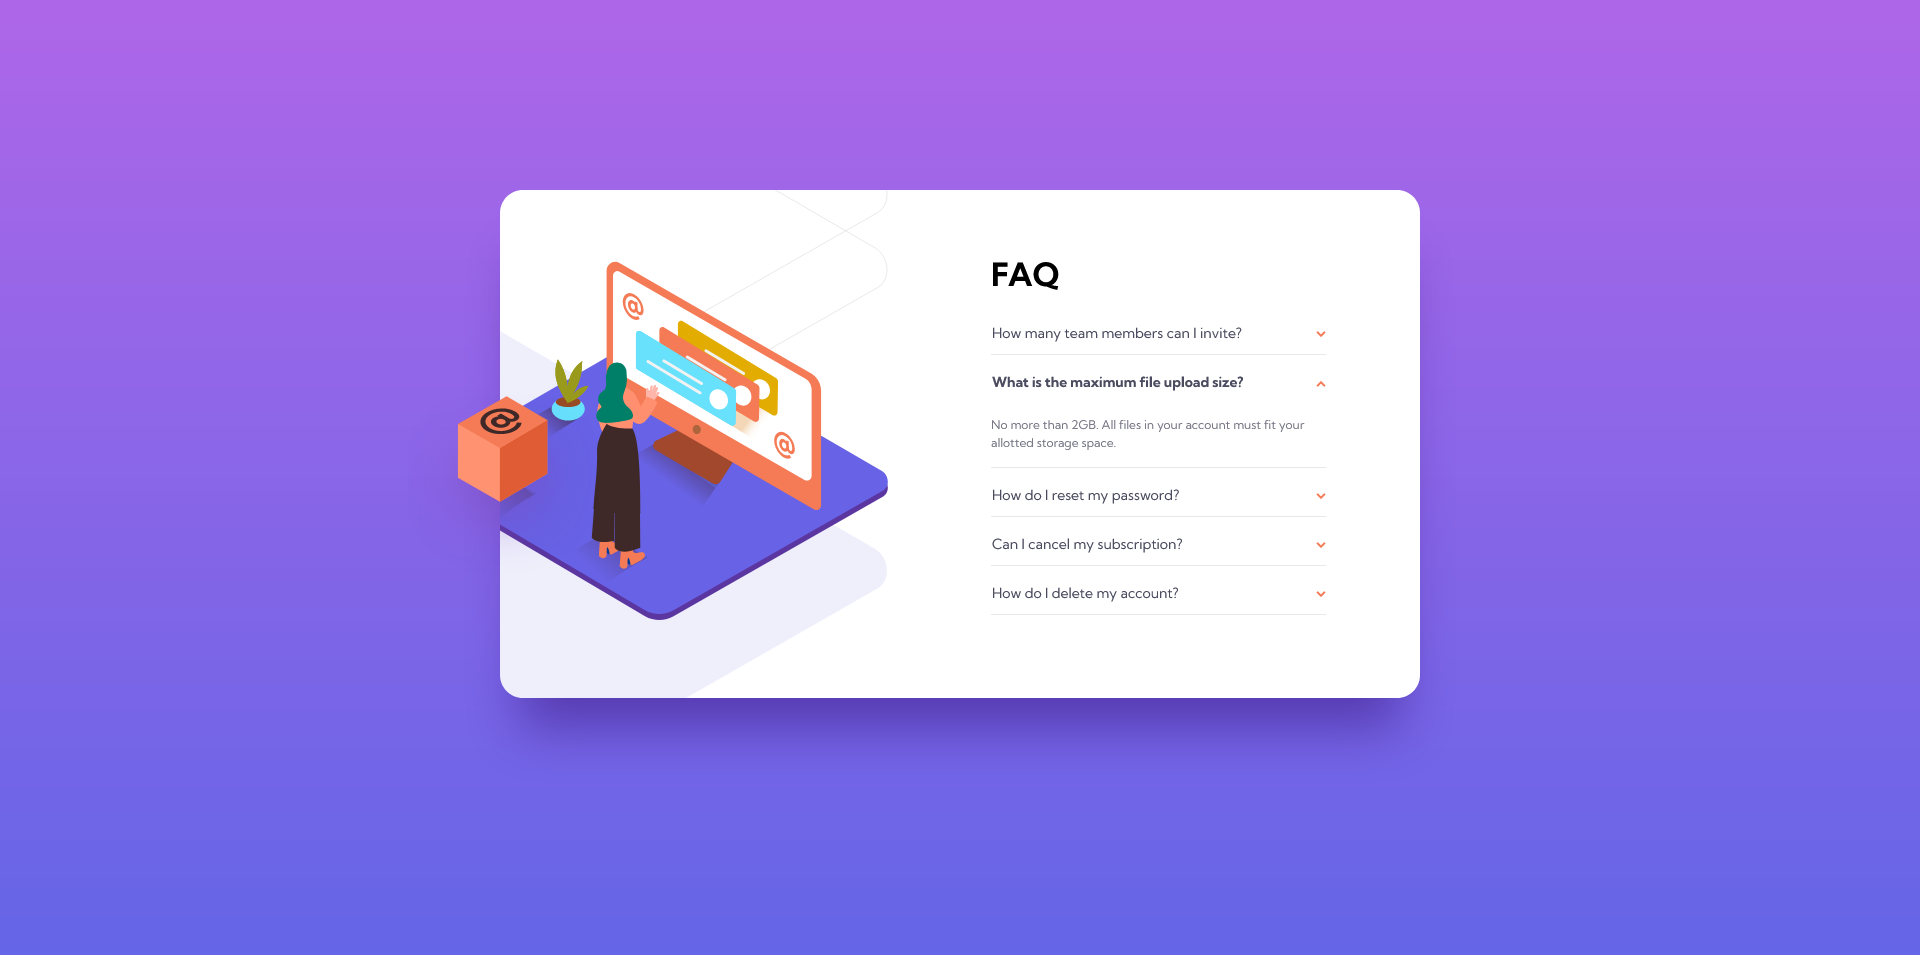 @
@
@
FAQ
How many team members can I invite?
What is the maximum file upload size?
No more than 2GB. All files in your account must fit your
allotted storage space.
How do I reset my password?
Can I cancel my subscription?
How do I delete my account?